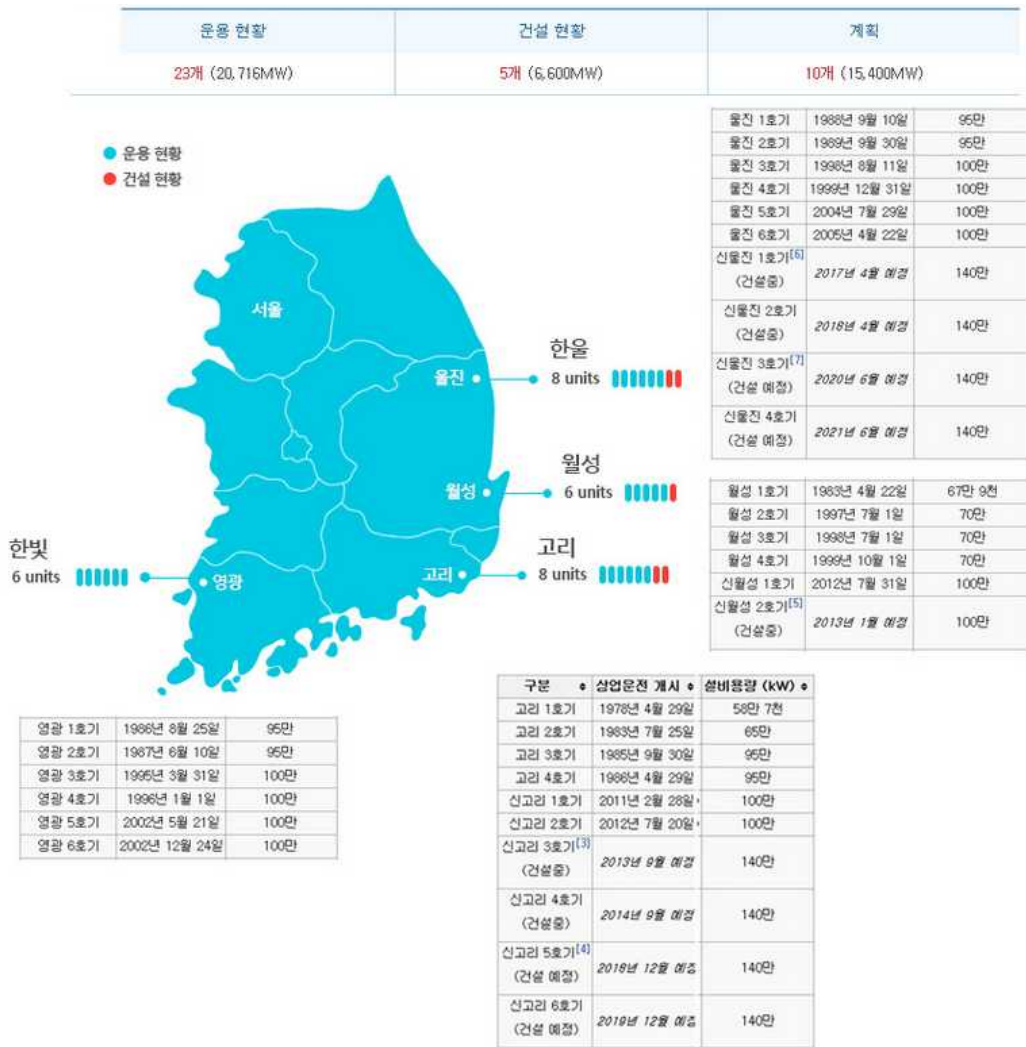 운용 현황 건설 현황 계획
23개 (20,716MW) 5개 (6,600MW) 10개 (15,400MW)
운용 현황
건설 현황
서울
울진
월성
고리
영광
한울
8 units
월성
6 units
고리
8 units
한빛
6 units
울진 1호기 1988년 9월 10일 95만
울진 2호기 1989년 9월 30일 95만
울진 3호기 1998년 8월 11일 100만
울진 4호기 1999년 12월 31일 100만
울진 5호기 2004년 7월 29일 100만
울진 6호기 2005년 4월 22일 100만
신울진 1호기[6]
(건설중) 2017년 4월 예정 140만
신울진 2호기
(건설중) 2018년 4월 예정 140만
신울진 3호기[7]
(건설 예정) 2020년 6월 예정 140만
신울진 4호기
(건설 예정) 2021년 6월 예정 140만
월성 1호기 1983년 4월 22일 67만 9천
월성 2호기 1997년 7월 1일 70만
월성 3호기 1998년 7월 1일 70만
월성 4호기 1999년 10월 1일 70만
신월성 1호기 2012년 7월 31일 100만
신월성 2호기[5]
(건설중) 2013년 1월 예정 100만
구분 상업운전 개시 설비용량 (kW)
고리 1호기 1978년 4월 29일 58만 7천
고리 2호기 1983년 7월 25일 65만
고리 3호기 1985년 9월 30일 95만
고리 4호기 1986년 4월 29일 95만
신고리 1호기 2011년 2월 28일 100만
신고리 2호기 2012년 7월 20일 100만
신고리 3호기[3]
(건설중) 2013년 9월 예정 140만
신고리 4호기
(건설중) 2014년 9월 예정 140만
신고리 5호기[4]
(건설 예정) 2018년 12월 예정 140만
신고리 6호기
(건설 예정) 2019년 12월 예정 140만
영광 1호기 1986년 8월 25일 95만
영광 2호기 1987년 6월 10일 95만
영광 3호기 1995년 3월 31일 100만
영광 4호기 1996년 1월 1일 100만
영광 5호기 2002년 5월 21일 100만
영광 6호기 2002년 12월 24일 100만